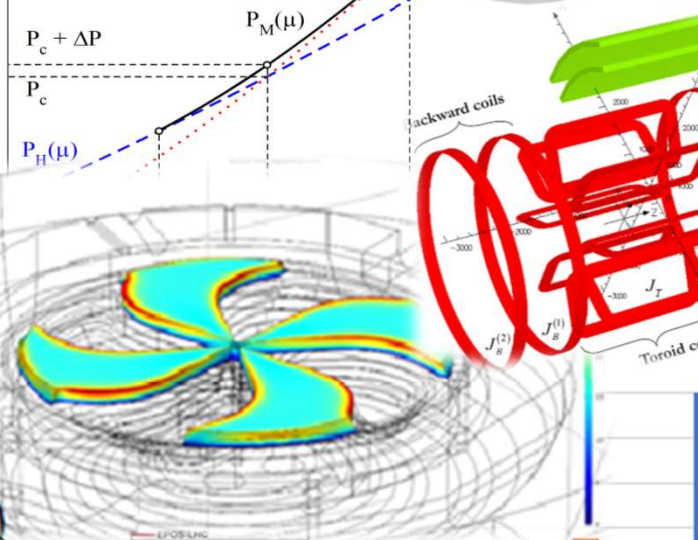 P_M(μ)
P_c + ΔP
P_c
P_H(μ)
Backward coils
2000
2000
Z
-2000
-3000
-3000
J_T
J_B^(1)
J_B^(2)
Toroid co
EPOS-LHC